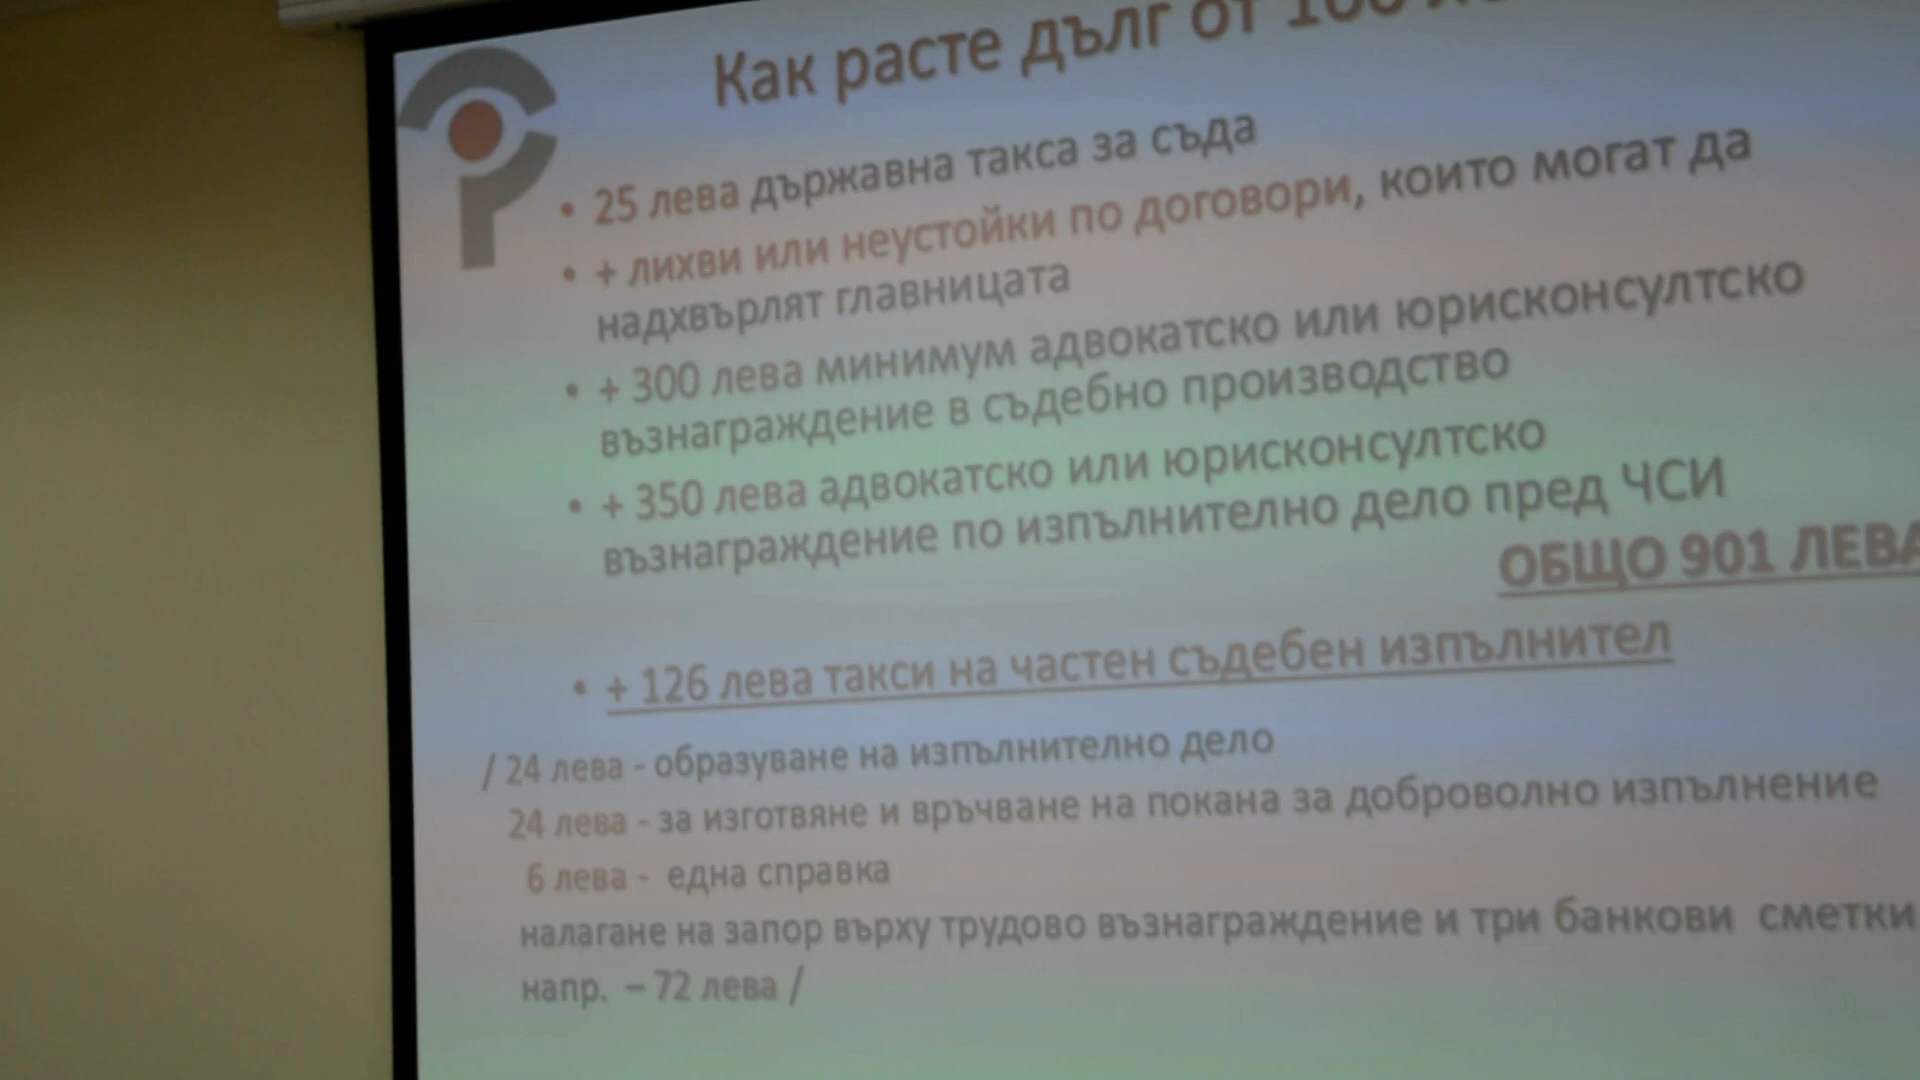 Как расте дълг от 100
• 25 лева държавна такса за съда
• + лихви или неустойки по договори, които могат да
надхвърлят главницата
• + 300 лева минимум адвокатско или юрисконсултско
възнаграждение в съдебно производство
• + 350 лева адвокатско или юрисконсултско
възнаграждение по изпълнително дело пред ЧСИ
ОБЩО 901 ЛЕВА
• + 126 лева такси на частен съдебен изпълнител
/ 24 лева - образуване на изпълнително дело
24 лева - за изготвяне и връчване на покана за доброволно изпълнение
6 лева - една справка
налагане на запор върху трудово възнаграждение и три банкови сметки
напр. – 72 лева /